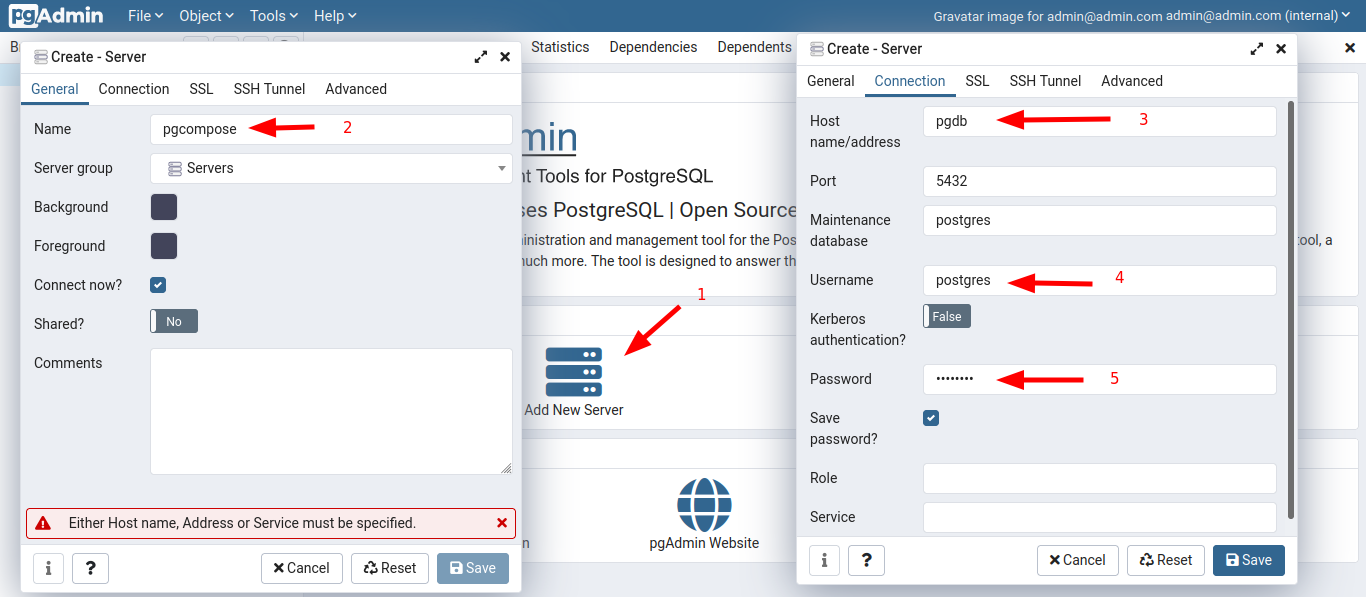 pgAdmin File Object Tools Help Gravatar image for admin@admin.com admin@admin.com (internal)
B
Statistics Dependencies Dependents
Create - Server
General Connection SSL SSH Tunnel Advanced
Name pgcompose 2
Server group Servers
Background
Foreground
Connect now?
Shared? No
Comments
Either Host name, Address or Service must be specified.
i ? Cancel Reset Save
min
t Tools for PostgreSQL
ses PostgreSQL | Open Source
inistration and management tool for the Pos
tool, a
nuch more. The tool is designed to answer th
1
Add New Server
n
pgAdmin Website
Create - Server
General Connection SSL SSH Tunnel Advanced
Host
name/address
pgdb 3
Port 5432
Maintenance
database
postgres
Username postgres 4
Kerberos
authentication?
False
Password •••••••• 5
Save
password?
Role
Service
i ? Cancel Reset Save